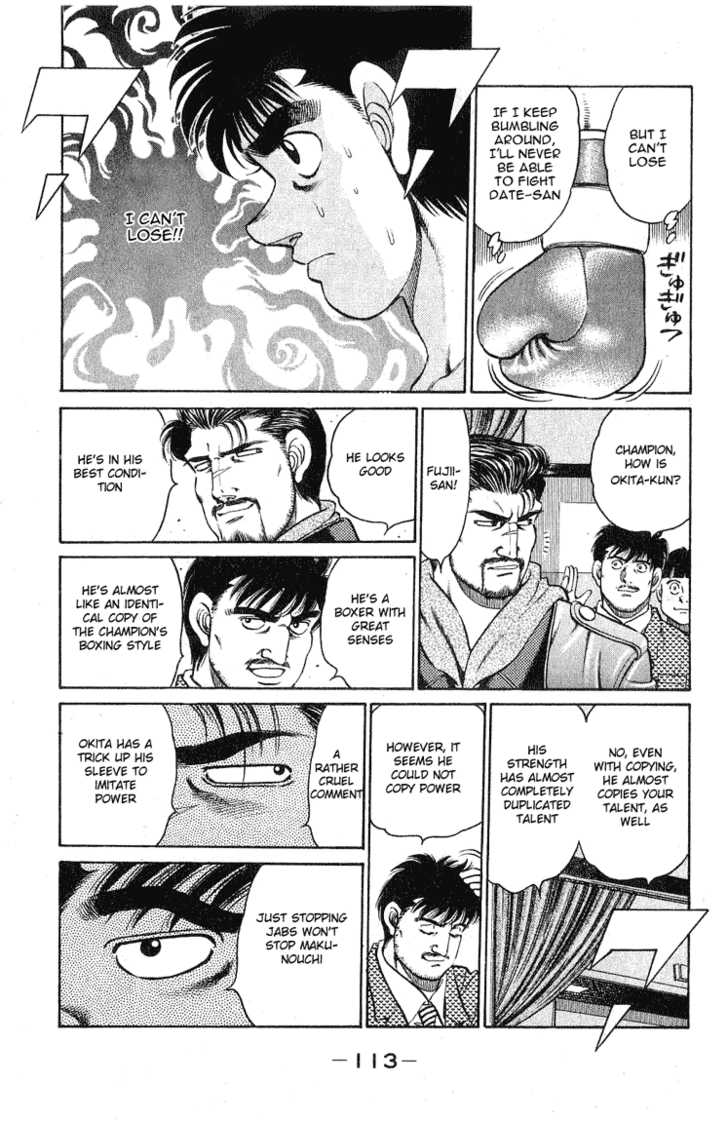 BUT I
CAN'T
LOSE
IF I KEEP
BUMBLING
AROUND,
I'LL NEVER
BE ABLE
TO FIGHT
DATE-SAN
ぎゅぎゅっ
ワ
I CAN'T
LOSE!!
ワ
CHAMPION,
HOW IS
OKITA-KUN?
FUJII-
SAN!
HE LOOKS
GOOD
HE'S IN HIS
BEST CONDI-
TION
HE'S A
BOXER WITH
GREAT
SENSES
HE'S ALMOST
LIKE AN IDENTI-
CAL COPY OF
THE CHAMPION'S
BOXING STYLE
NO, EVEN
WITH COPYING,
HE ALMOST
COPIES YOUR
TALENT, AS
WELL
HIS
STRENGTH
HAS ALMOST
COMPLETELY
DUPLICATED
TALENT
ワ
HOWEVER, IT
SEEMS HE
COULD NOT
COPY POWER
A
RATHER
CRUEL
COMMENT
OKITA HAS A
TRICK UP HIS
SLEEVE TO
IMITATE
POWER
JUST STOPPING
JABS WON'T
STOP MAKU-
NOUCHI
-113-